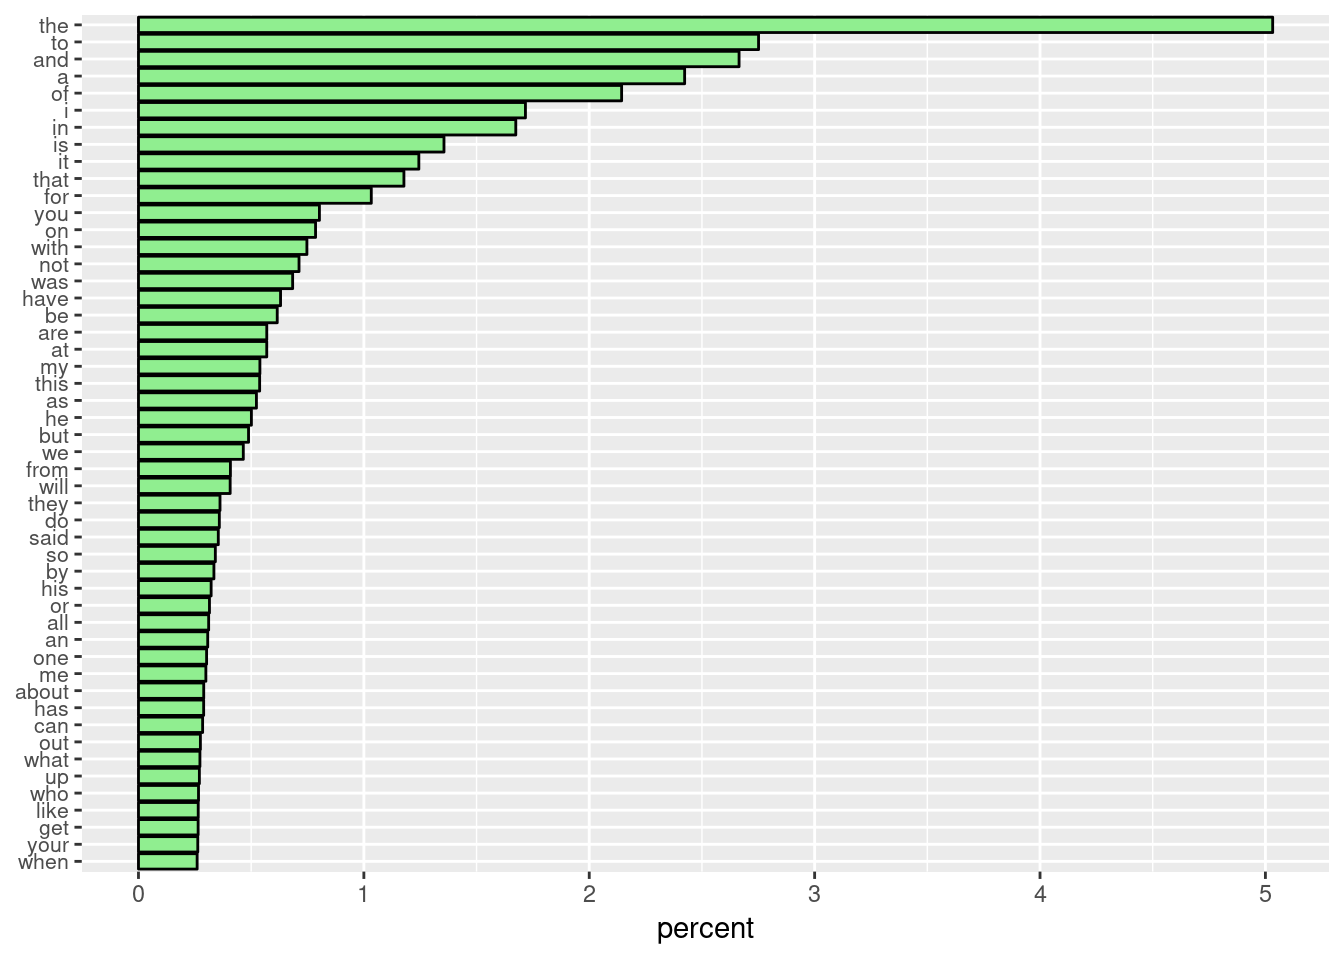 the
to
and
a
of
i
in
is
it
that
for
you
on
with
not
was
have
be
are
at
my
this
as
he
but
we
from
will
they
do
said
so
by
his
or
all
an
one
me
about
has
can
out
what
up
who
like
get
your
when
0 1 2 3 4 5
percent